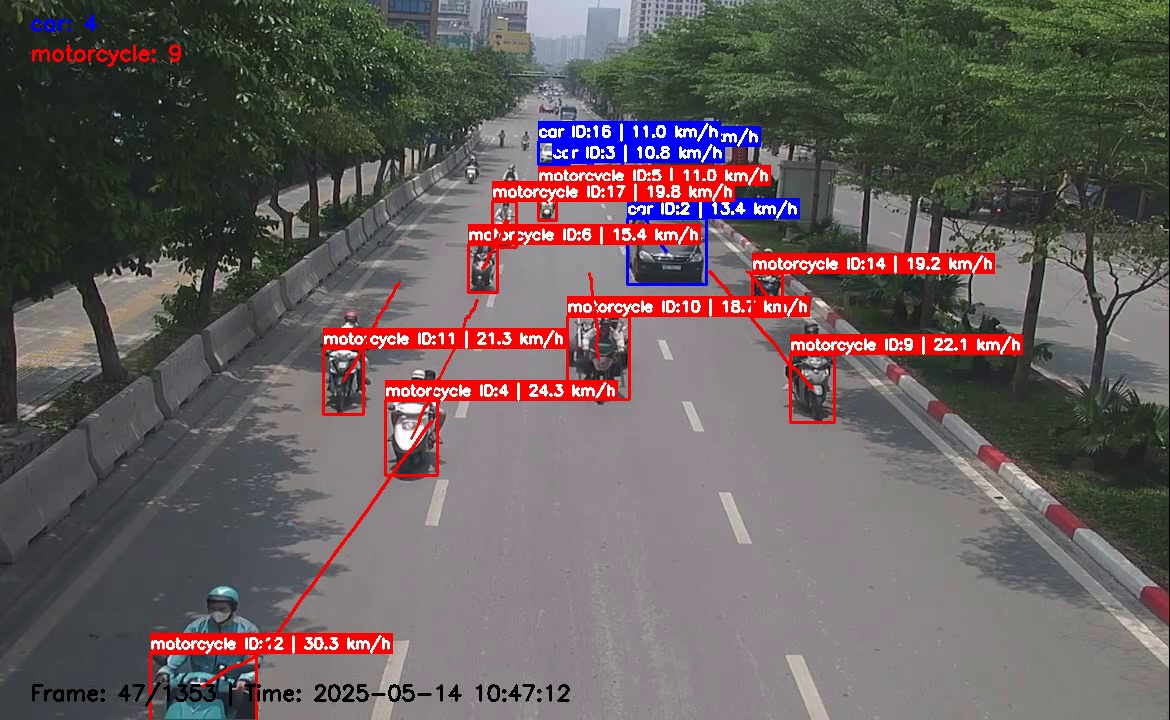 car: 4
motorcycle: 9
car ID:16 | 11.0 km/h
km/h
car ID:3 | 10.8 km/h
motorcycle ID:5 | 11.0 km/h
motorcycle ID:17 | 19.8 km/h
car ID:2 | 13.4 km/h
motorcycle ID:6 | 15.4 km/h
motorcycle ID:14 | 19.2 km/h
motorcycle ID:10 | 18.7 km/h
motorcycle ID:11 | 21.3 km/h
motorcycle ID:9 | 22.1 km/h
motorcycle ID:4 | 24.3 km/h
motorcycle ID:12 | 30.3 km/h
Frame: 47/1353 | Time: 2025-05-14 10:47:12